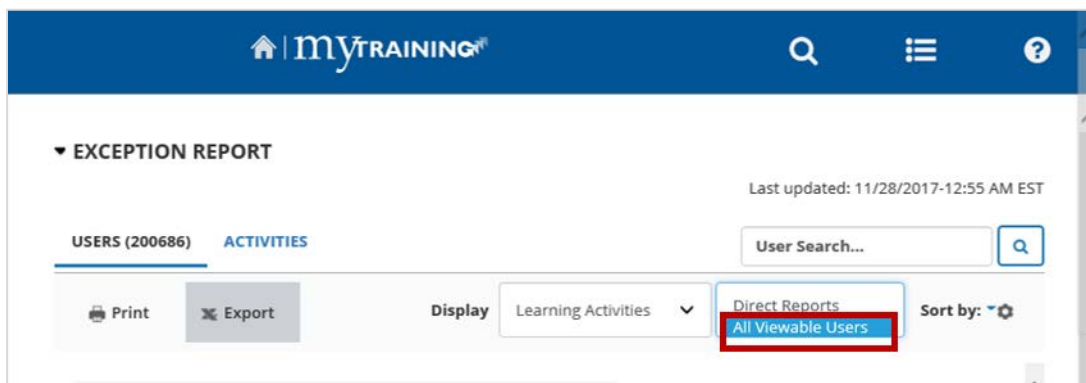 myTRAINING
EXCEPTION REPORT
Last updated: 11/28/2017-12:55 AM EST
USERS (200686) ACTIVITIES User Search...
Print Export Display Learning Activities Direct Reports Sort by:
All Viewable Users